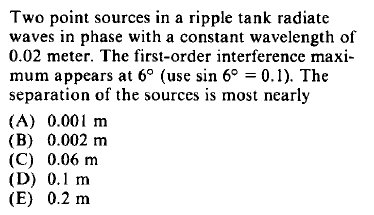 Two point sources in a ripple tank radiate
waves in phase with a constant wavelength of
0.02 meter. The first-order interference maxi-
mum appears at 6° (use sin 6° = 0.1). The
separation of the sources is most nearly
(A) 0.001 m
(B) 0.002 m
(C) 0.06 m
(D) 0.1 m
(E) 0.2 m